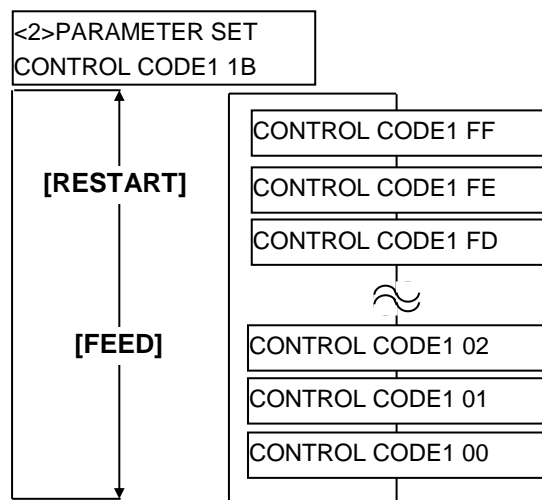 <2>PARAMETER SET
CONTROL CODE1 1B
CONTROL CODE1 FF
[RESTART]
CONTROL CODE1 FE
CONTROL CODE1 FD
[FEED]
CONTROL CODE1 02
CONTROL CODE1 01
CONTROL CODE1 00